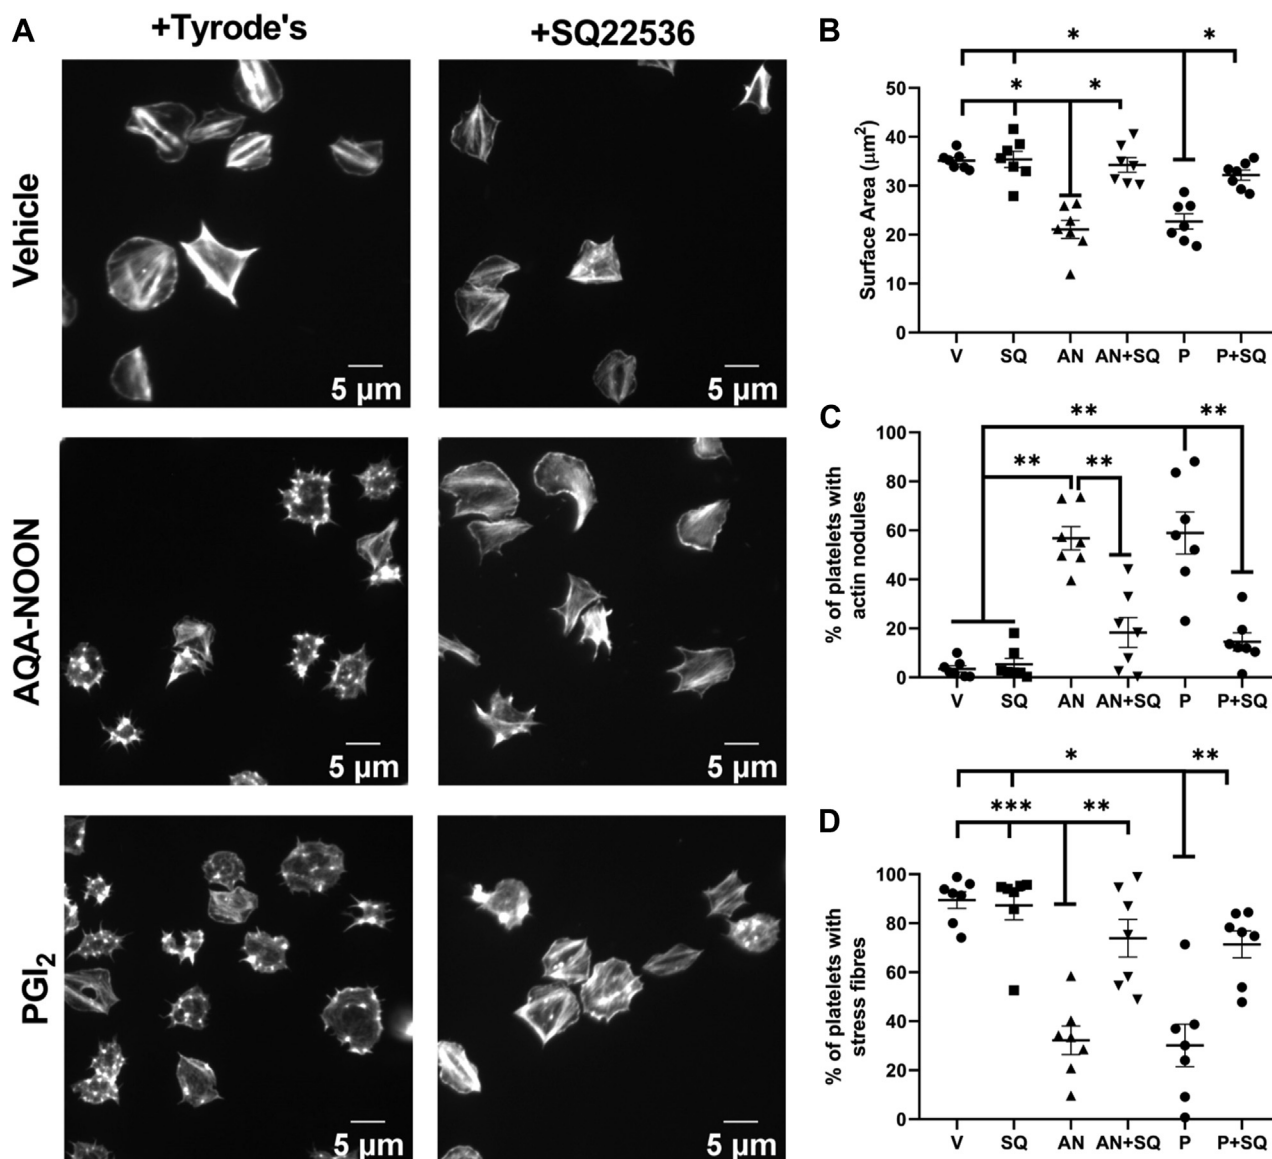 A
+Tyrode's
+SQ22536
Vehicle
5 µm
5 µm
AQA-NOON
5 µm
5 µm
PGI₂
5 µm
5 µm
B
*
*
*
*
Surface Area (µm²)
50
40
30
20
10
0
V SQ AN AN+SQ P P+SQ
C
**
**
**
**
% of platelets with
actin nodules
100
80
60
40
20
0
V SQ AN AN+SQ P P+SQ
D
*
**
***
**
% of platelets with
stress fibres
100
80
60
40
20
0
V SQ AN AN+SQ P P+SQ